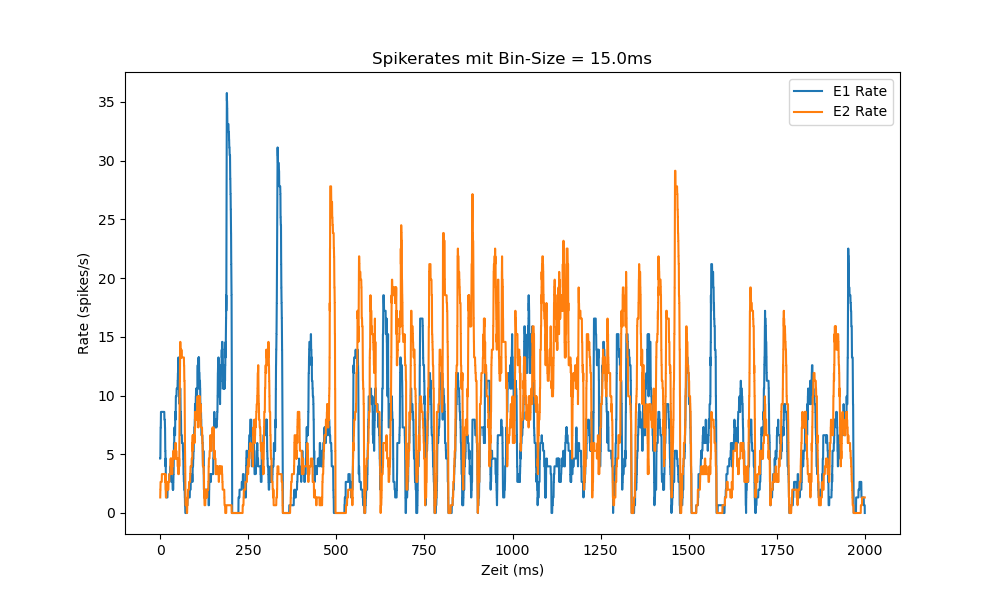 Spikerates mit Bin-Size = 15.0ms
E1 Rate
E2 Rate
Rate (spikes/s)
35
30
25
20
15
10
5
0
0 250 500 750 1000 1250 1500 1750 2000
Zeit (ms)